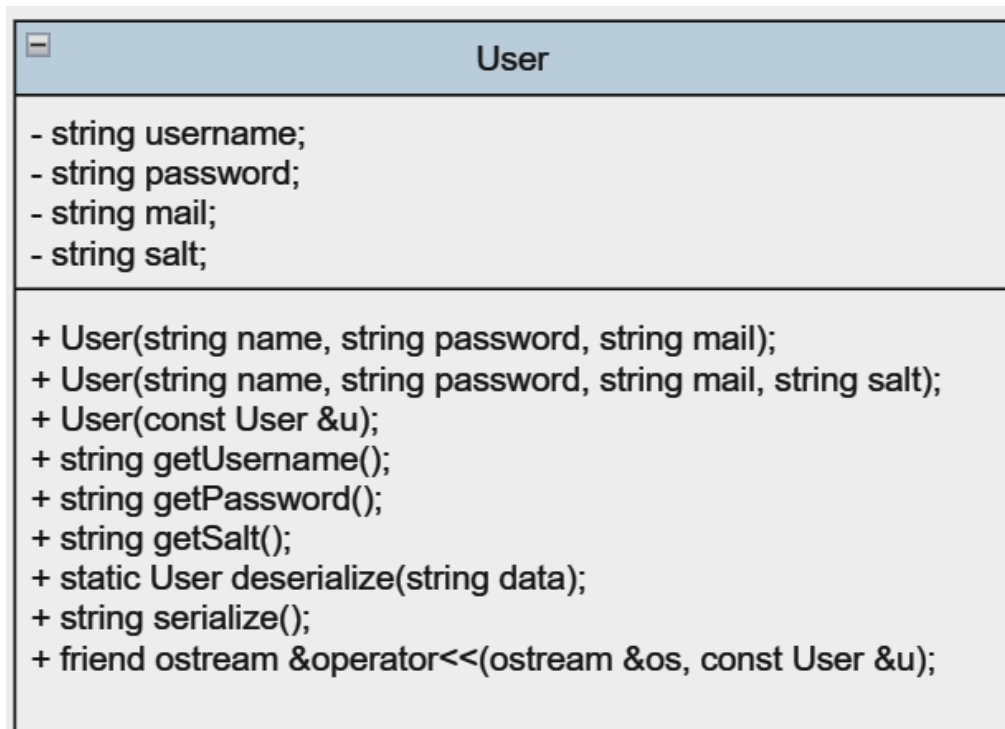 User
- string username;
- string password;
- string mail;
- string salt;
+ User(string name, string password, string mail);
+ User(string name, string password, string mail, string salt);
+ User(const User &u);
+ string getUsername();
+ string getPassword();
+ string getSalt();
+ static User deserialize(string data);
+ string serialize();
+ friend ostream &operator<<(ostream &os, const User &u);